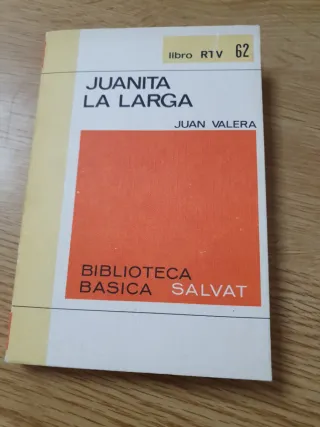 libro RTV 62
JUANITA
LA LARGA
JUAN VALERA
BIBLIOTECA
BASICA SALVAT